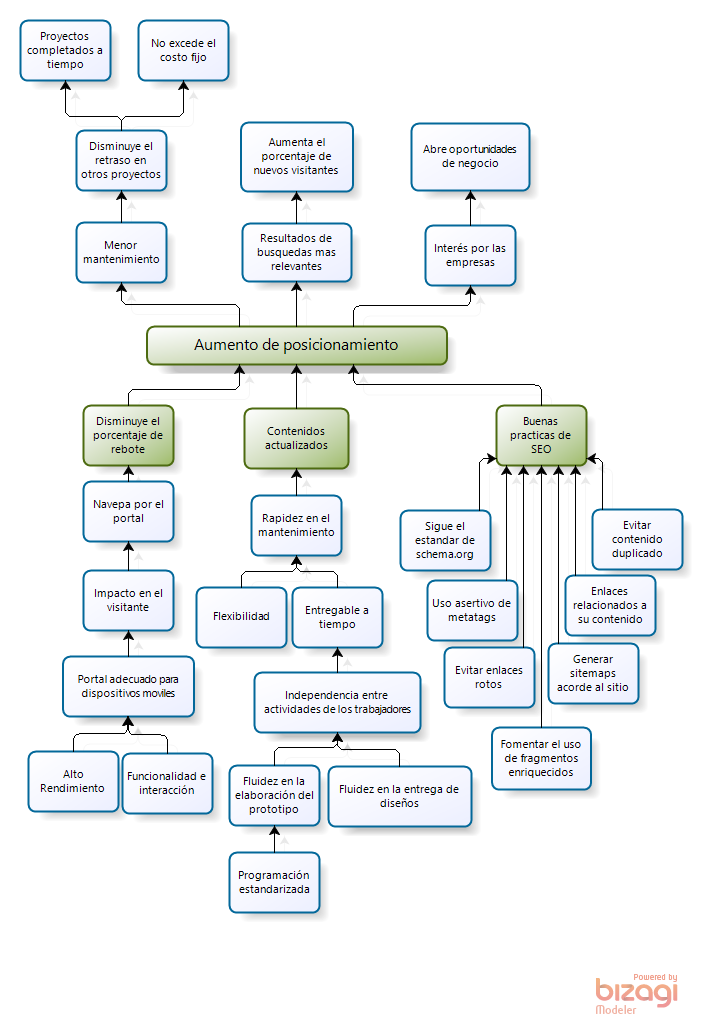 Proyectos
completados a
tiempo
No excede el
costo fijo
Disminuye el
retraso en
otros proyectos
Aumenta el
porcentaje de
nuevos visitantes
Abre oportunidades
de negocio
Menor
mantenimiento
Resultados de
busquedas mas
relevantes
Interés por las
empresas
Aumento de posicionamiento
Disminuye el
porcentaje de
rebote
Contenidos
actualizados
Buenas
practicas de
SEO
Navepa por el
portal
Rapidez en el
mantenimiento
Sigue el
estandar de
schema.org
Evitar
contenido
duplicado
Impacto en el
visitante
Flexibilidad
Entregable a
tiempo
Uso asertivo de
metatags
Enlaces
relacionados a
su contenido
Portal adecuado para
dispositivos moviles
Independencia entre
actividades de los trabajadores
Evitar enlaces
rotos
Generar
sitemaps
acorde al sitio
Alto
Rendimiento
Funcionalidad e
interacción
Fluidez en la
elaboración del
prototipo
Fluidez en la entrega de
diseños
Fomentar el uso
de fragmentos
enriquecidos
Programación
estandarizada
Powered by
bizagi
Modeler